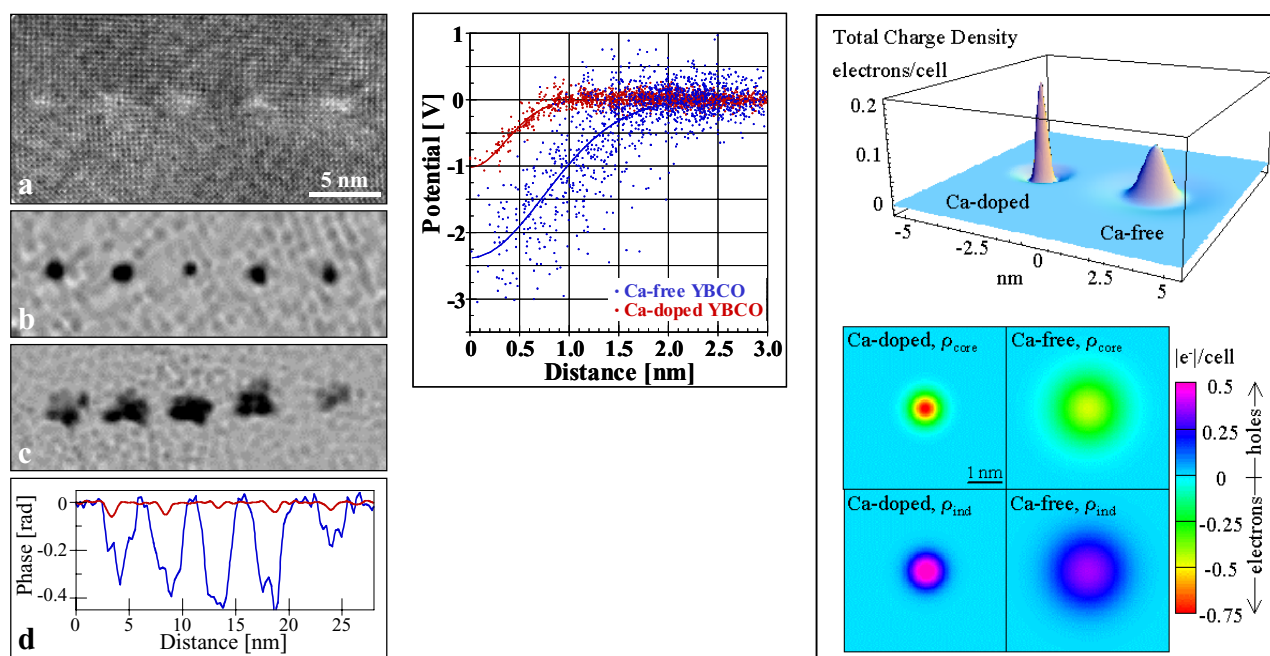 a
5 nm
b
c
0
-0.2
-0.4
Phase [rad]
0
5
10
15
20
25
Distance [nm]
d
1
0
-1
-2
-3
Potential [V]
Ca-free YBCO
Ca-doped YBCO
0
0.5
1.0
1.5
2.0
2.5
3.0
Distance [nm]
Total Charge Density
electrons/cell
0.2
0.1
0
Ca-doped
Ca-free
-5
-2.5
0
2.5
5
nm
Ca-doped, ρcore
Ca-free, ρcore
1 nm
Ca-doped, ρind
Ca-free, ρind
|e-|/cell
0.5
0.25
0
-0.25
-0.5
-0.75
electrons
holes